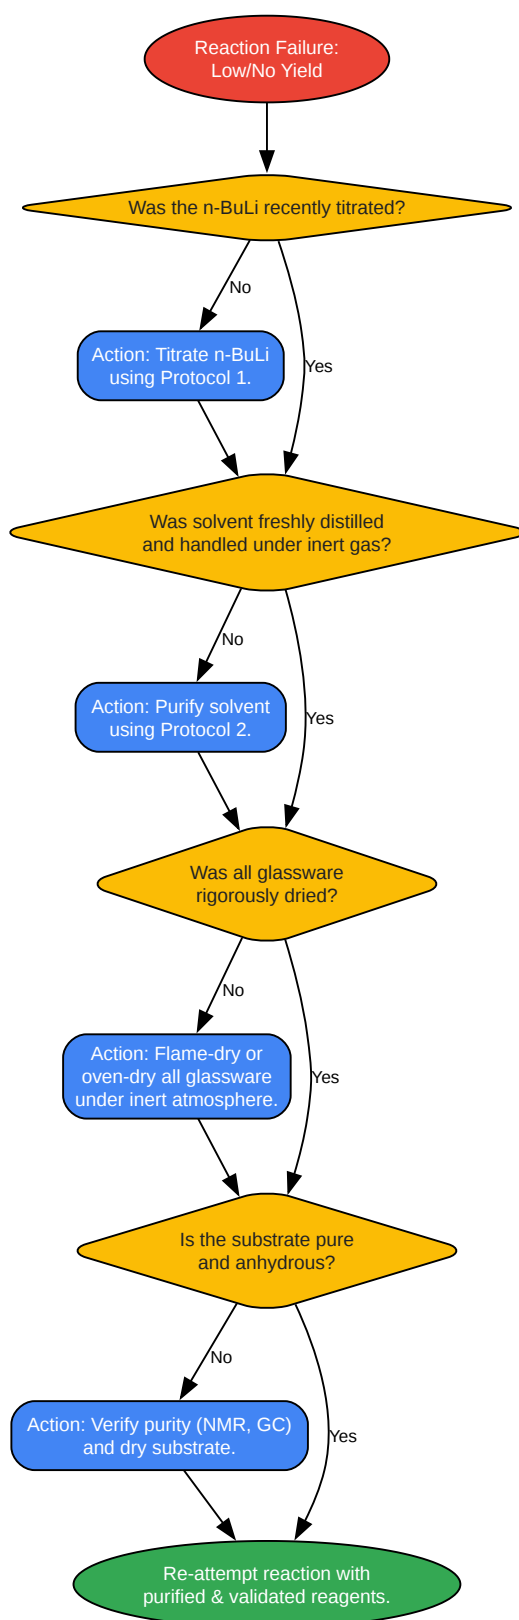 Reaction Failure:
Low/No Yield
Was the n-BuLi recently titrated?
No
Action: Titrate n-BuLi
using Protocol 1.
Yes
Was solvent freshly distilled
and handled under inert gas?
No
Action: Purify solvent
using Protocol 2.
Yes
Was all glassware
rigorously dried?
No
Action: Flame-dry or
oven-dry all glassware
under inert atmosphere.
Yes
Is the substrate pure
and anhydrous?
No
Action: Verify purity (NMR, GC)
and dry substrate.
Yes
Re-attempt reaction with
purified & validated reagents.